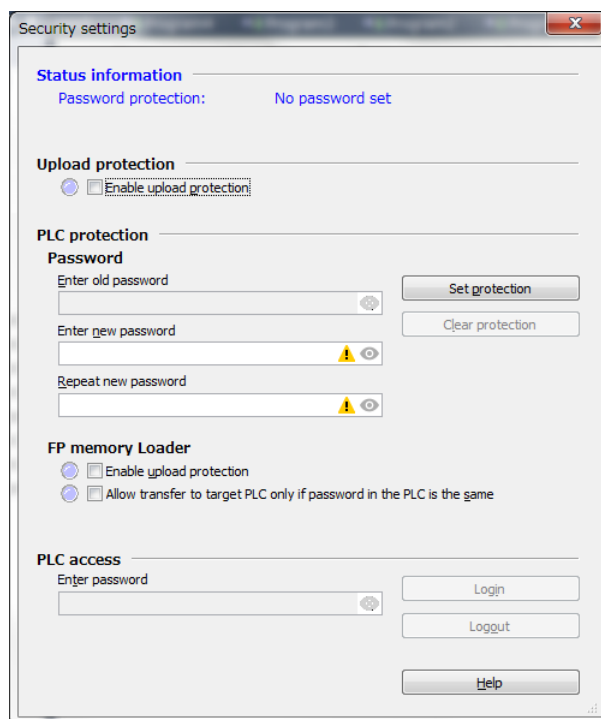 Security settings
Status information
Password protection: No password set
Upload protection
Enable upload protection
PLC protection
Password
Enter old password
Set protection
Enter new password
Clear protection
Repeat new password
FP memory Loader
Enable upload protection
Allow transfer to target PLC only if password in the PLC is the same
PLC access
Enter password
Login
Logout
Help